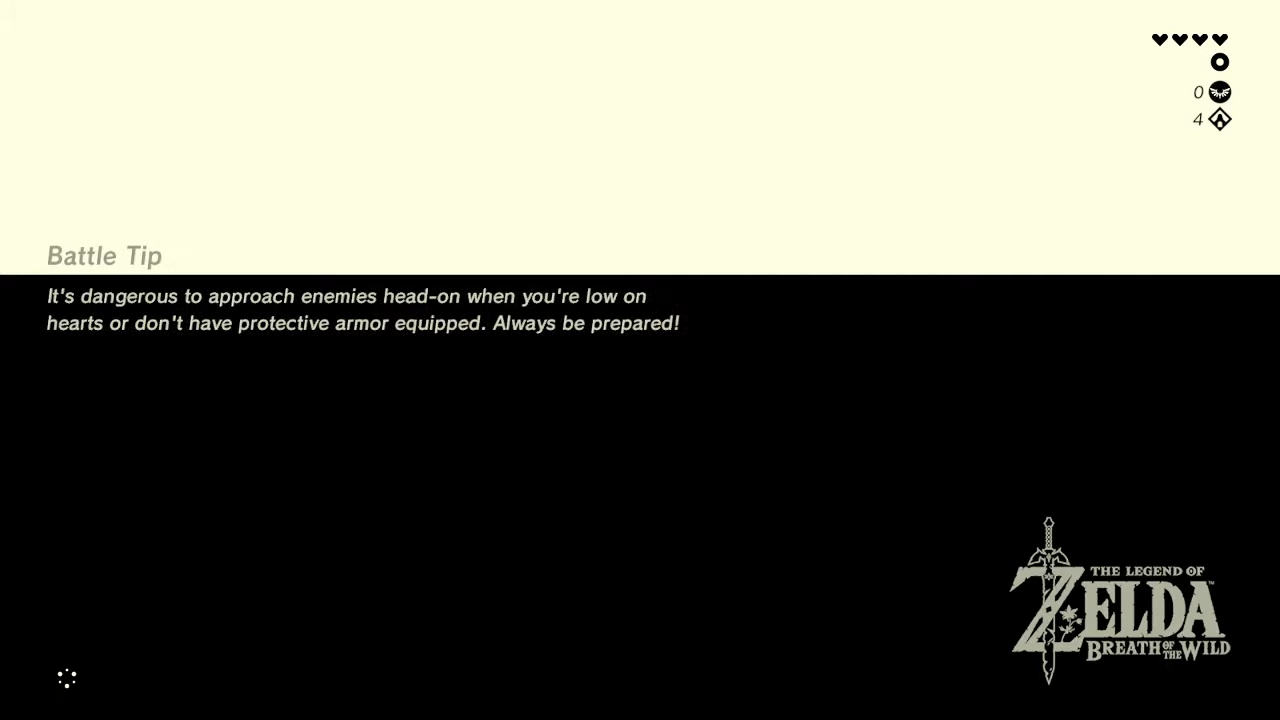 0
4
Battle Tip
It's dangerous to approach enemies head-on when you're low on
hearts or don't have protective armor equipped. Always be prepared!
THE LEGEND OF
ZELDA™
BREATH OF THE WILD